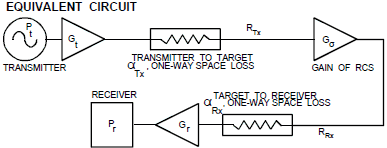 EQUIVALENT CIRCUIT
Pt
Gt
RTx
Gσ
TRANSMITTER
TRANSMITTER TO TARGET
αTx, ONE-WAY SPACE LOSS
GAIN OF RCS
RECEIVER
TARGET TO RECEIVER
αRx, ONE-WAY SPACE LOSS
Pr
Gr
RRx